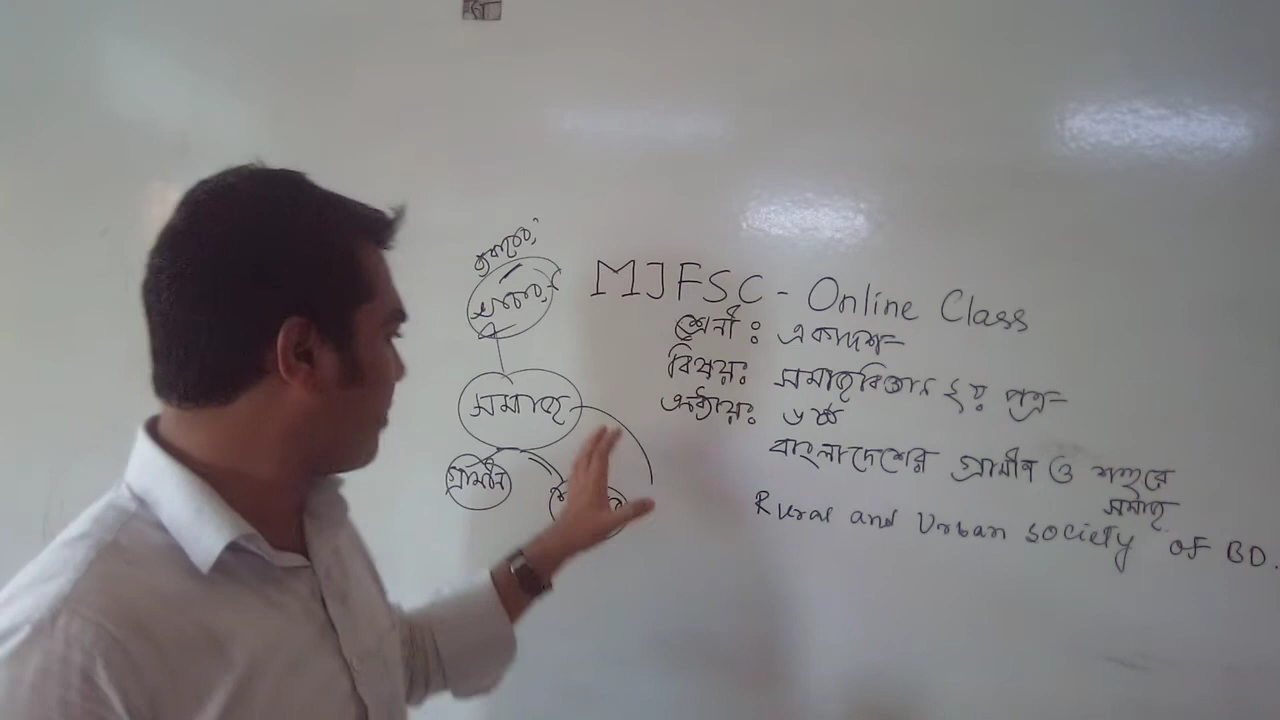 MJFSC - Online Class
শ্রেণী : একাদশ
বিষয়ঃ সমাজবিজ্ঞান ২য় পত্র
অধ্যায়ঃ ৬ষ্ঠ
বাংলাদেশের গ্রামীন ও শহুরে
সমাজ
Rural and Urban society of BD.
সমাজ
গ্রামীন